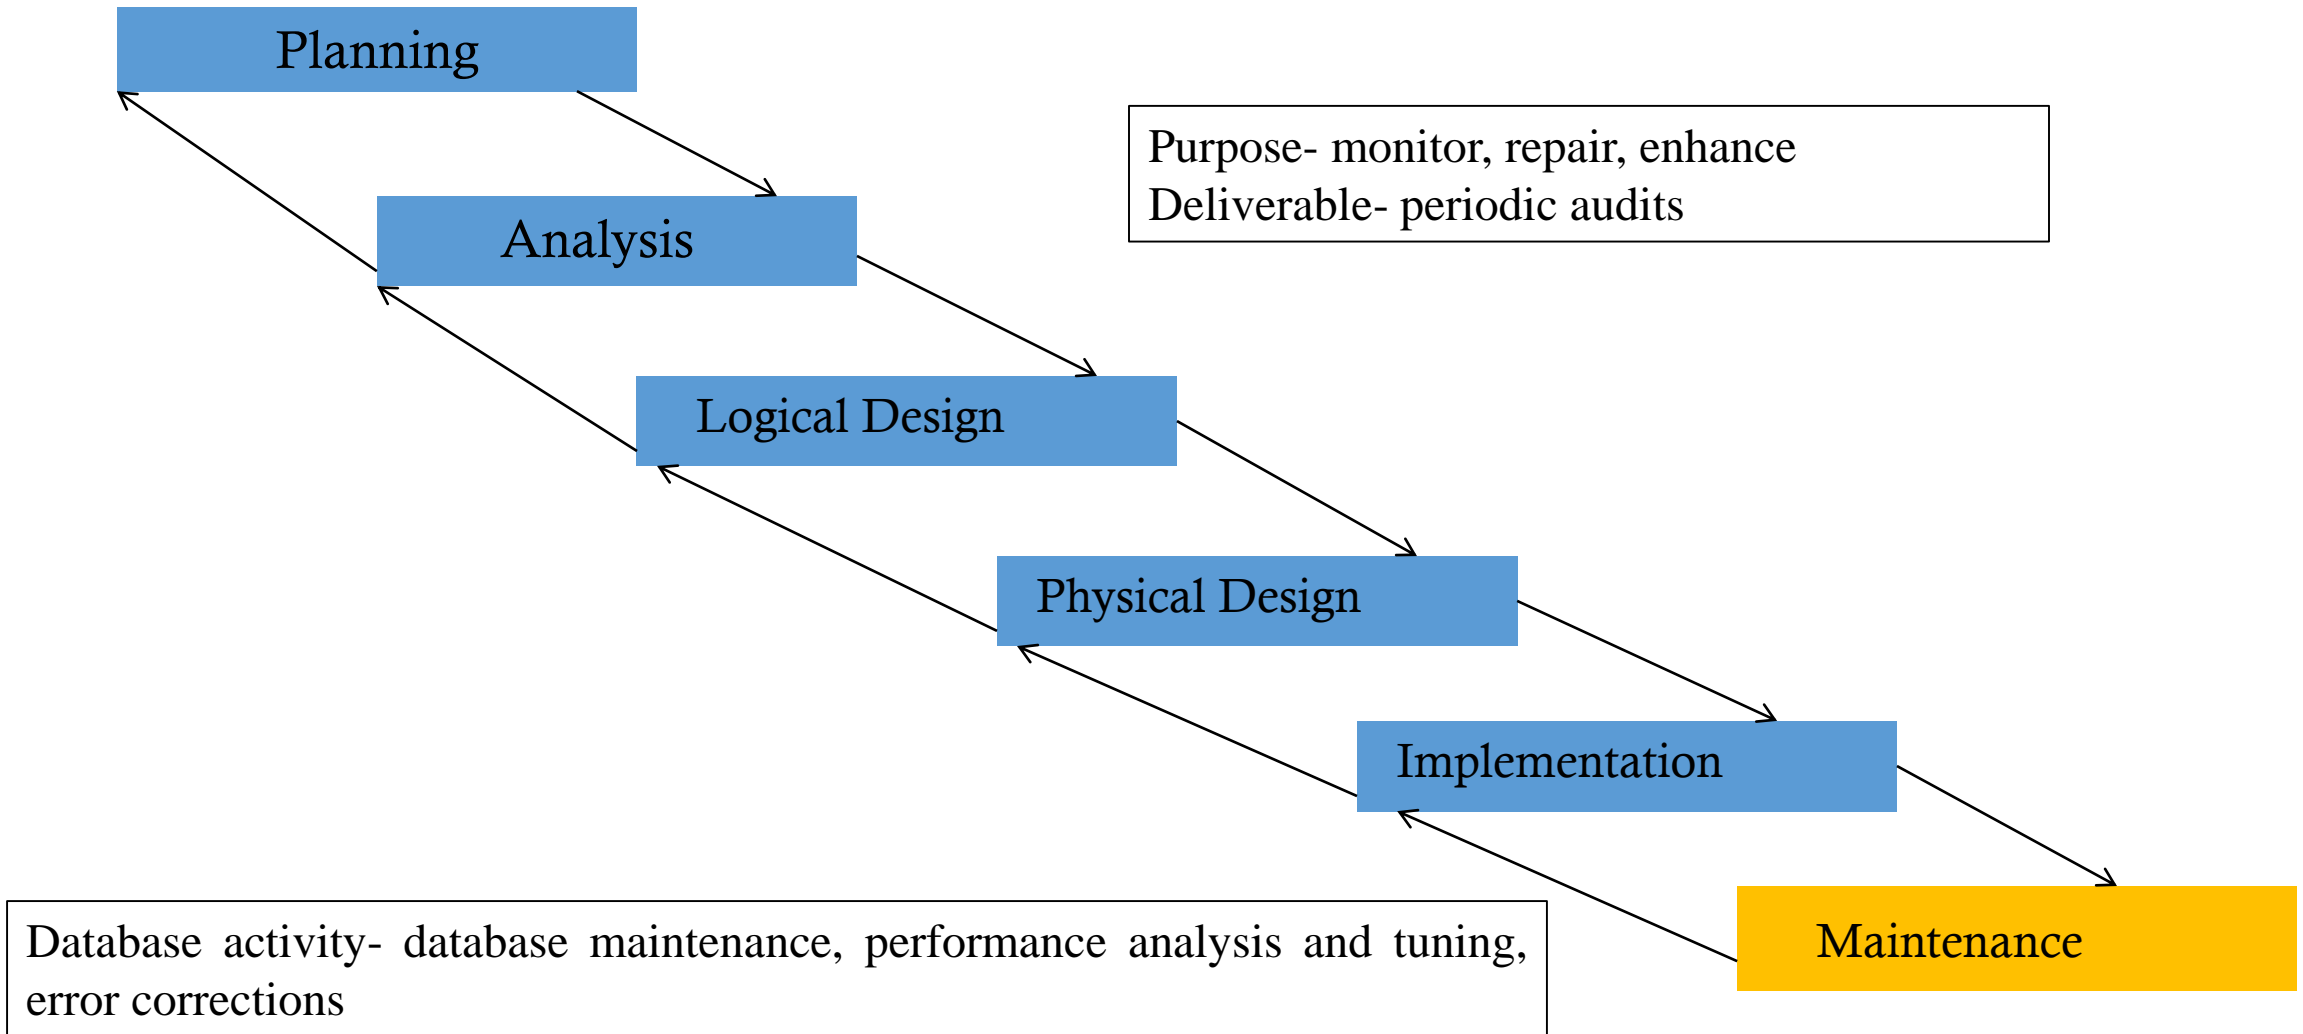 Planning
Purpose- monitor, repair, enhance
Deliverable- periodic audits
Analysis
Logical Design
Physical Design
Implementation
Maintenance
Database activity- database maintenance, performance analysis and tuning,
error corrections